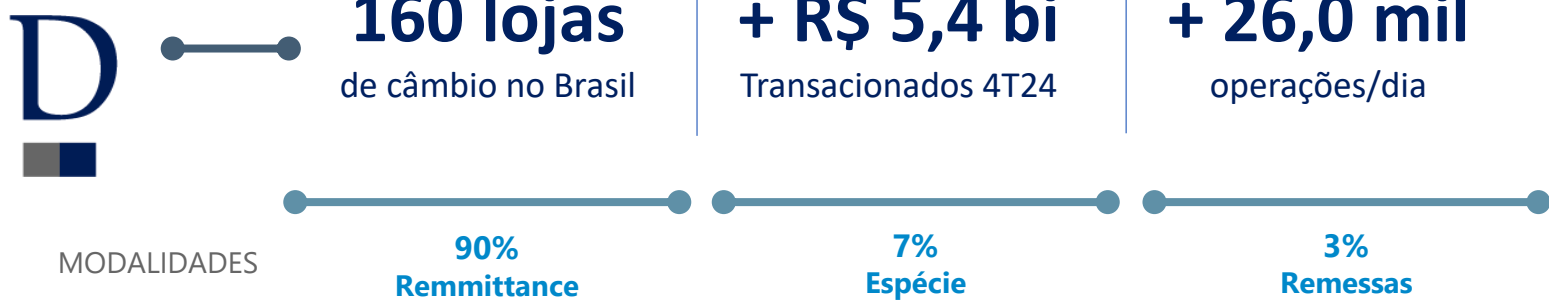 D
160 lojas
de câmbio no Brasil
+ R$ 5,4 bi
Transacionados 4T24
+ 26,0 mil
operações/dia
MODALIDADES
90%
Remmittance
7%
Espécie
3%
Remessas